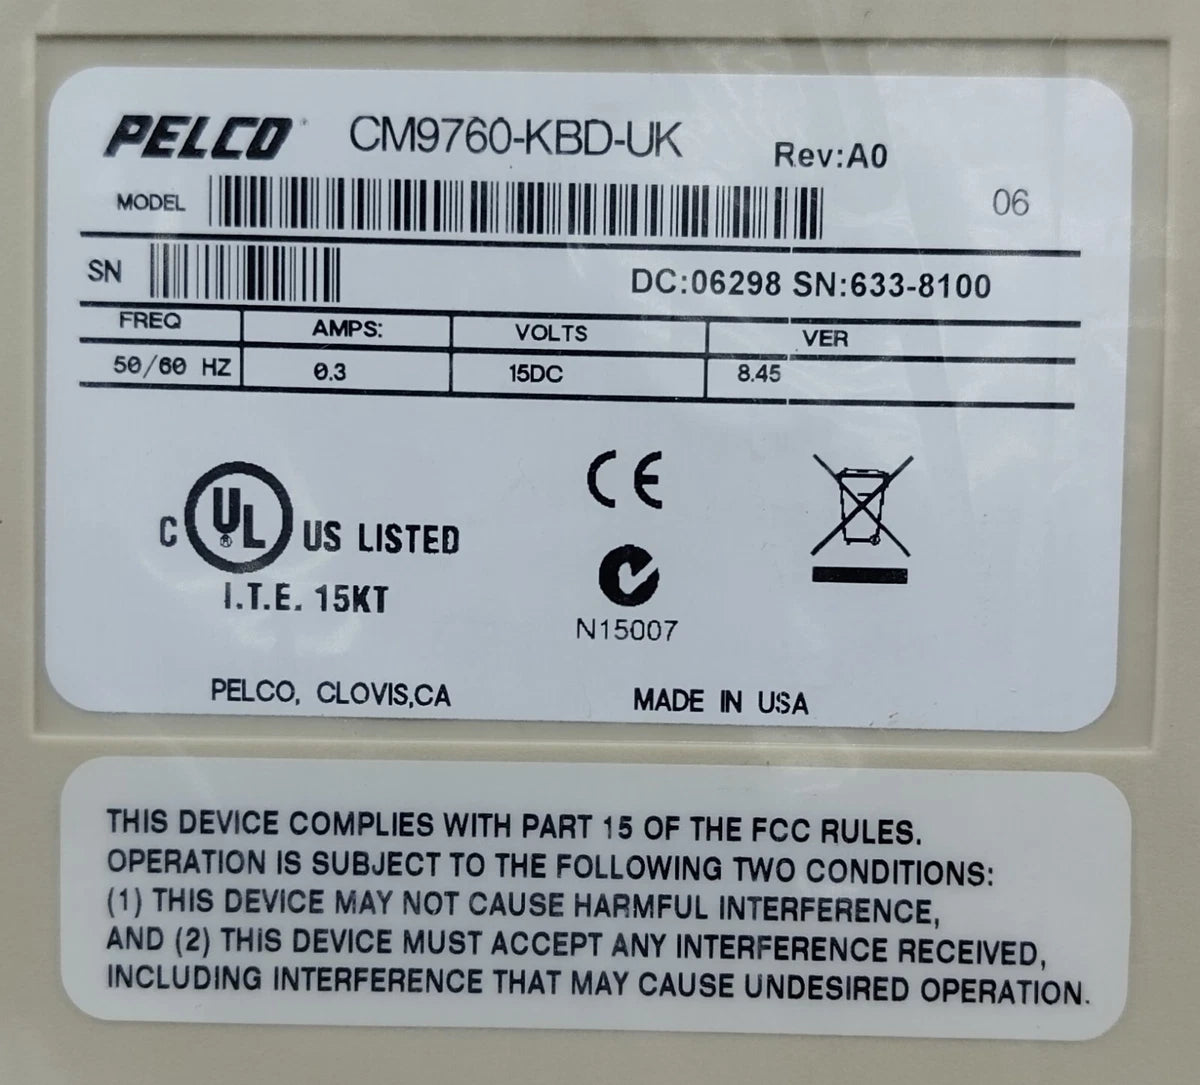 PELCO CM9760-KBD-UK Rev:A0
MODEL 06
SN DC:06298 SN:633-8100
FREQ AMPS: VOLTS VER
50/60 HZ 0.3 15DC 8.45
C UL ® US LISTED
I.T.E. 15KT
CE
N15007
PELCO, CLOVIS,CA MADE IN USA
THIS DEVICE COMPLIES WITH PART 15 OF THE FCC RULES.
OPERATION IS SUBJECT TO THE FOLLOWING TWO CONDITIONS:
(1) THIS DEVICE MAY NOT CAUSE HARMFUL INTERFERENCE,
AND (2) THIS DEVICE MUST ACCEPT ANY INTERFERENCE RECEIVED,
INCLUDING INTERFERENCE THAT MAY CAUSE UNDESIRED OPERATION.